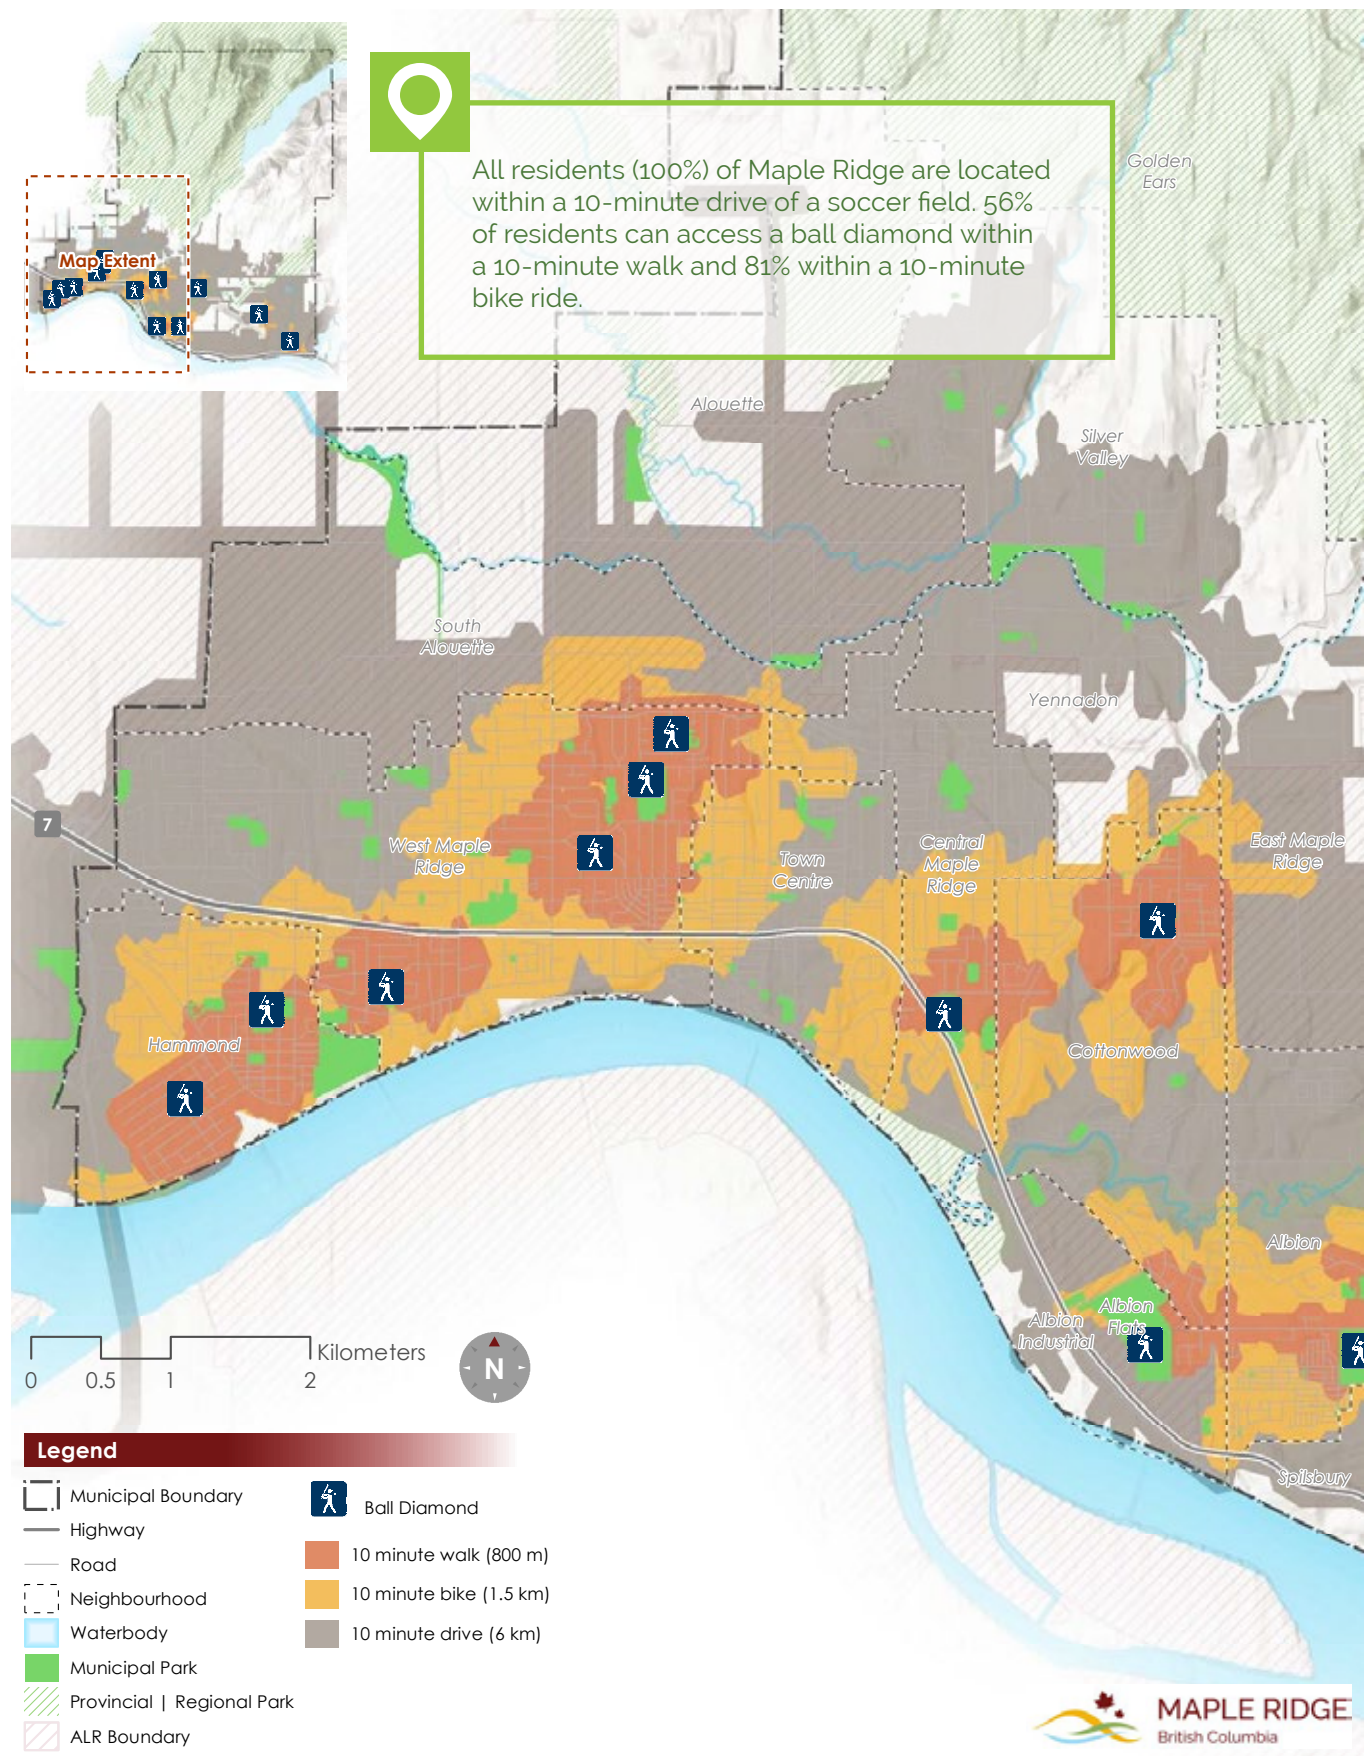 Map Extent
All residents (100%) of Maple Ridge are located
within a 10-minute drive of a soccer field. 56%
of residents can access a ball diamond within
a 10-minute walk and 81% within a 10-minute
bike ride.
Golden
Ears
Alouette
Silver
Valley
South
Alouette
Yennadon
7
West Maple
Ridge
Town
Centre
Central
Maple
Ridge
East Maple
Ridge
Hammond
Cottonwood
Albion
Albion
Flats
Albion
Industrial
Spilsbury
Kilometers
0 0.5 1 2
N
Legend
Municipal Boundary
Highway
Road
Neighbourhood
Waterbody
Municipal Park
Provincial | Regional Park
ALR Boundary
Ball Diamond
10 minute walk (800 m)
10 minute bike (1.5 km)
10 minute drive (6 km)
MAPLE RIDGE
British Columbia